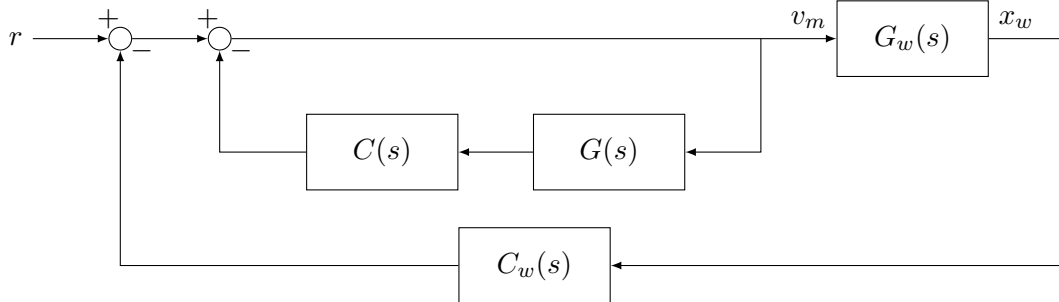 + + v_m G_w(s) x_w
r − −
C(s) G(s)
C_w(s)